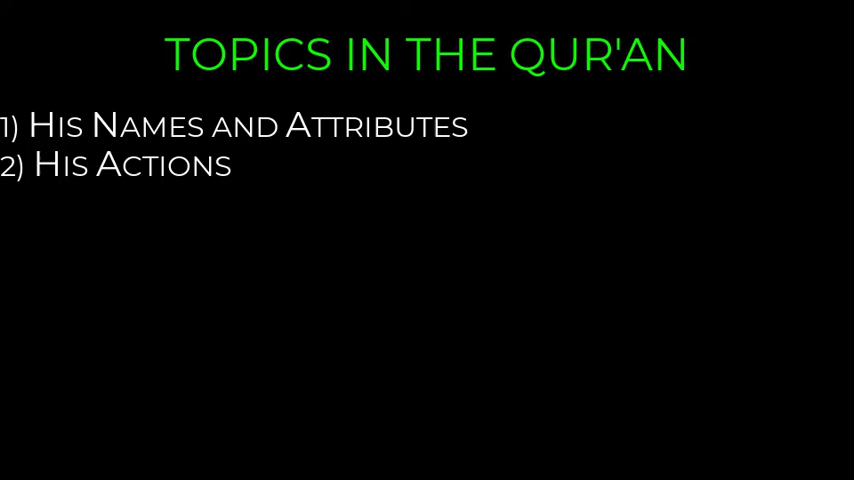 TOPICS IN THE QUR'AN
1) HIS NAMES AND ATTRIBUTES
2) HIS ACTIONS